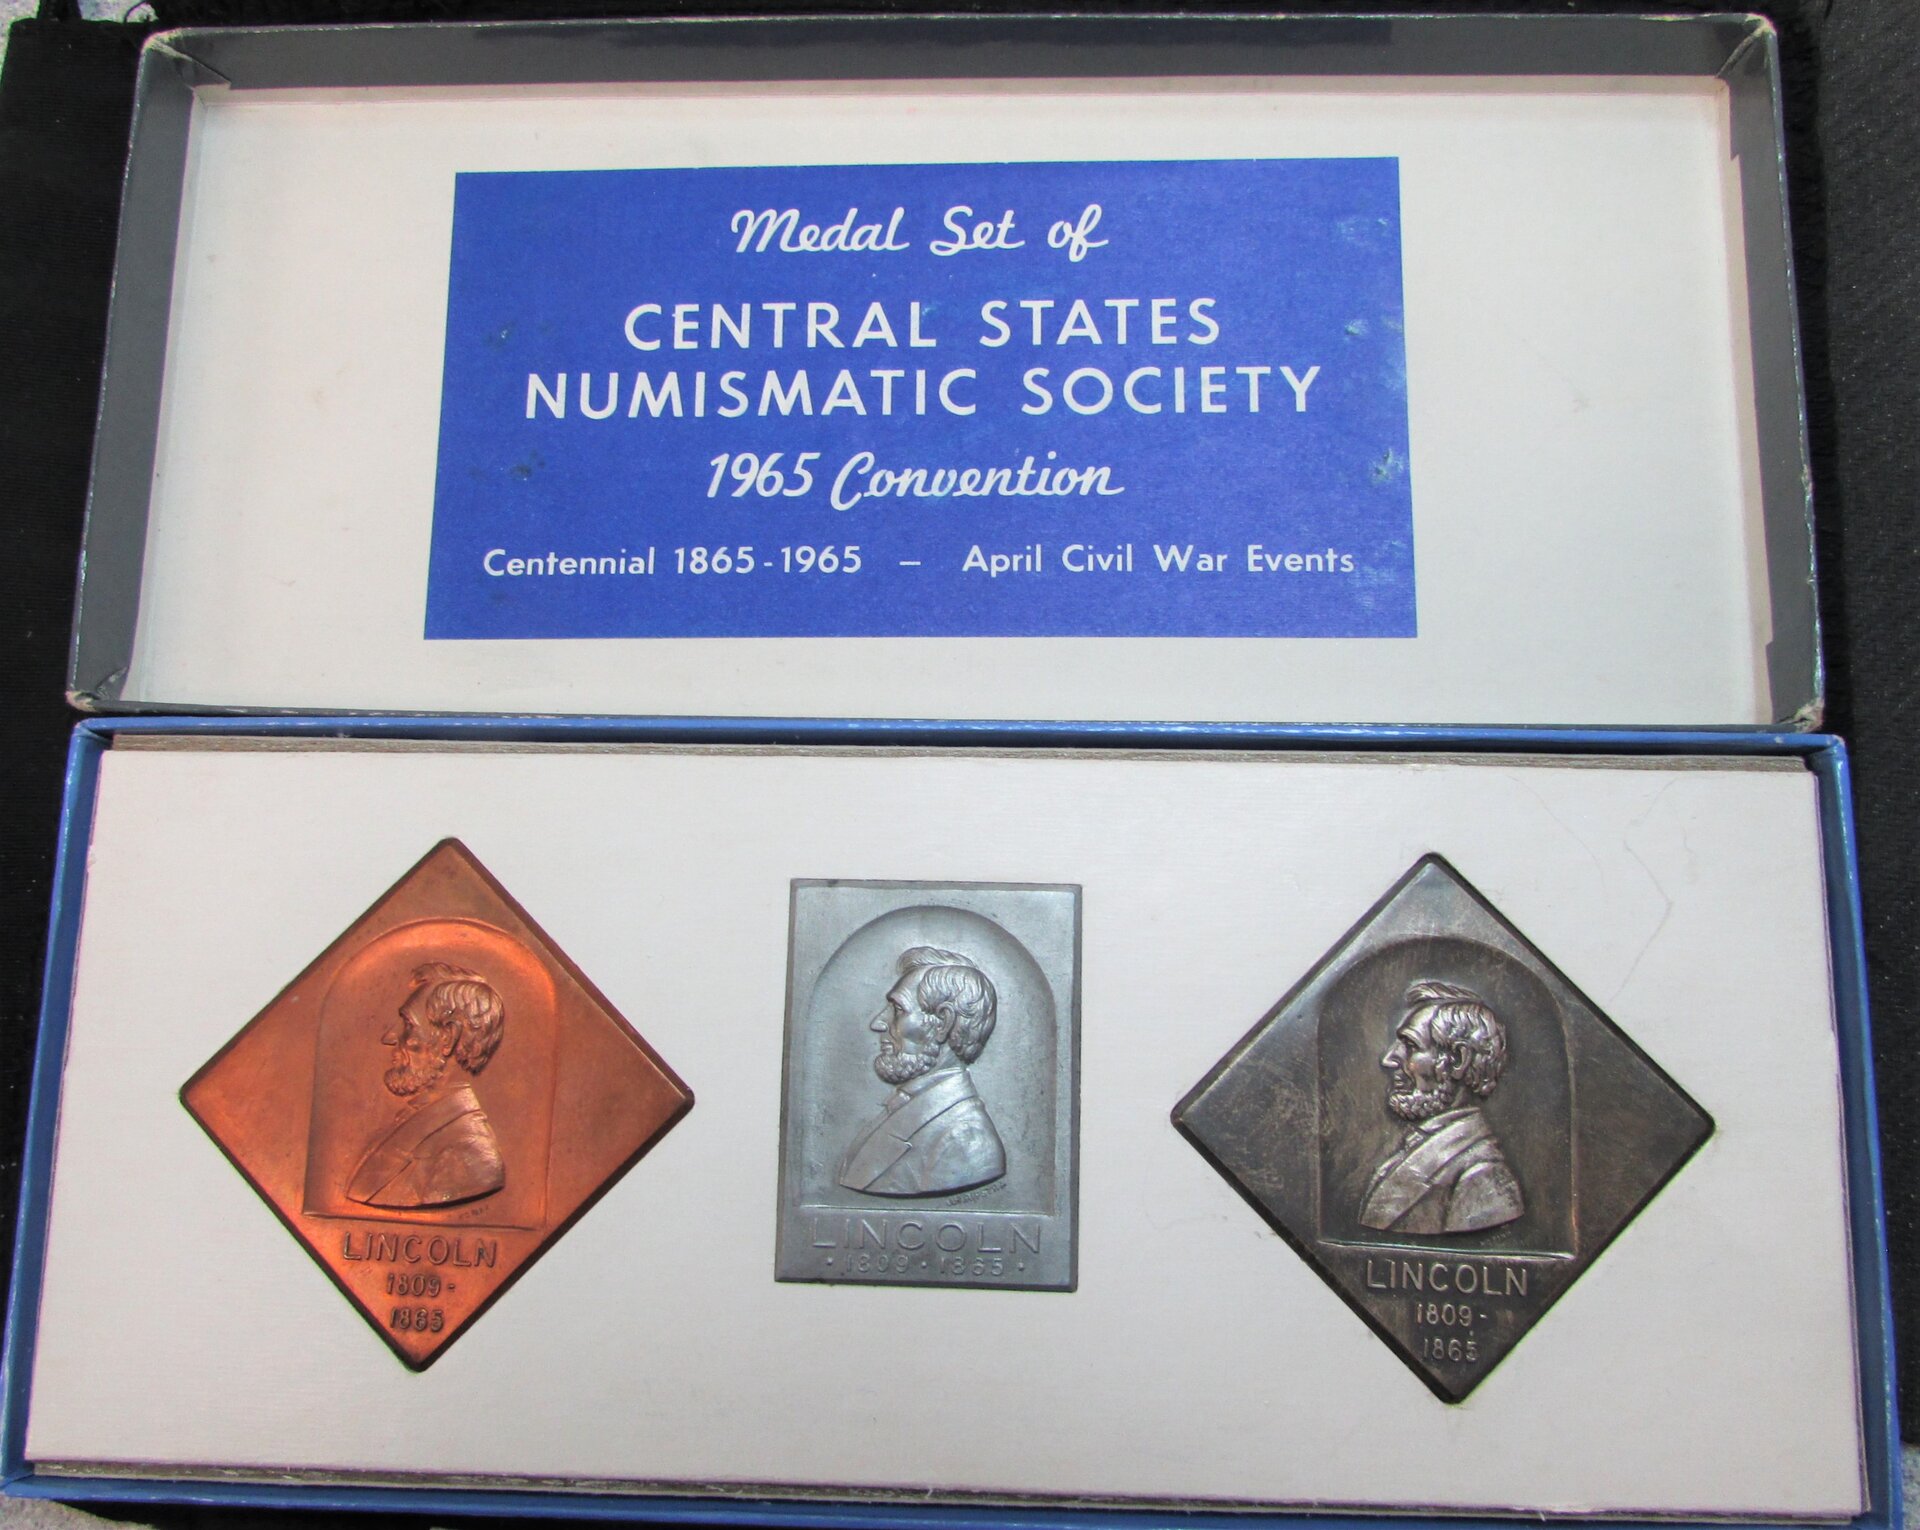 Medal Set of
CENTRAL STATES
NUMISMATIC SOCIETY
1965 Convention
Centennial 1865-1965 – April Civil War Events
LINCOLN
1809-
1865
LINCOLN
• 1809 • 1865 •
LINCOLN
1809-
1865